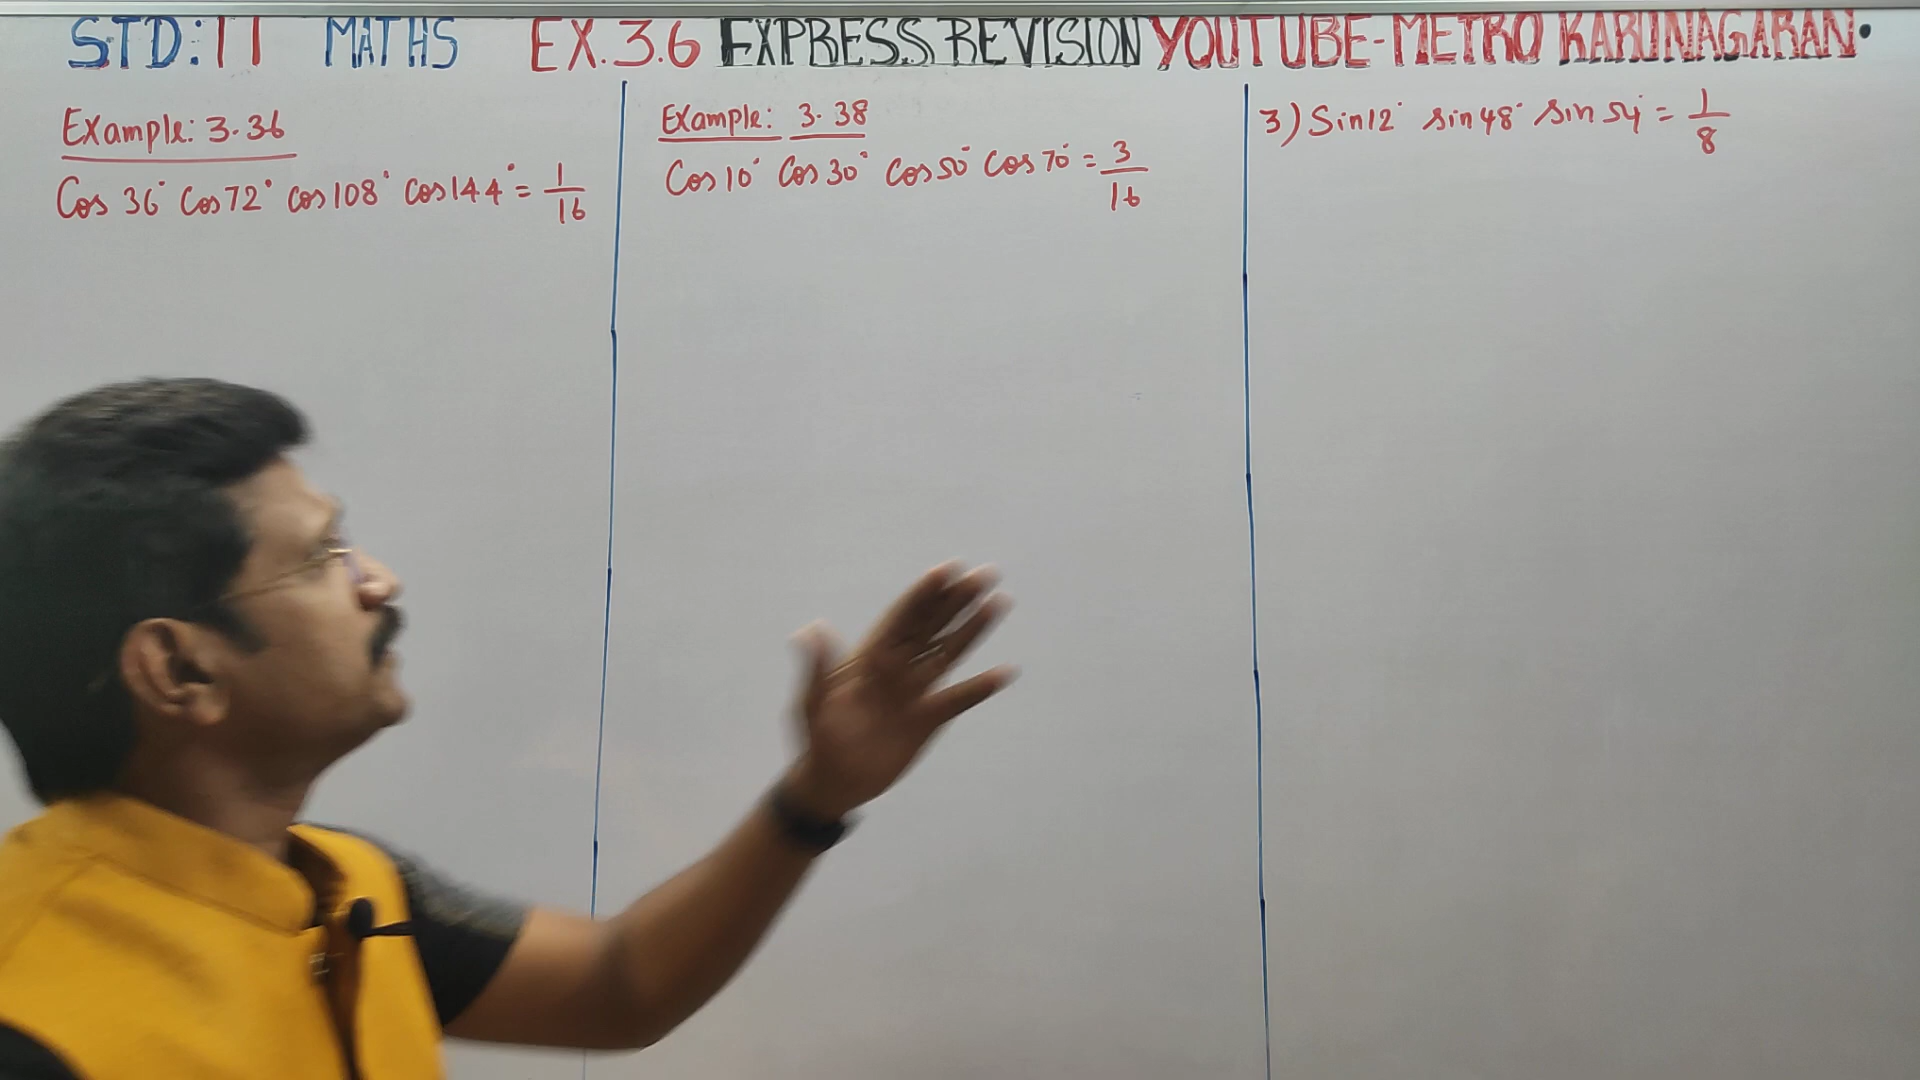 STD: 11 MATHS EX. 3.6 EXPRESS REVISION YOUTUBE-METRO KARUNAGARAN.
Example: 3.36
Cos 36° Cos 72° cos 108° cos 144° = 1/16
Example: 3.38
Cos 10° Cos 30° Cos 50° Cos 70° = 3/16
3) Sin 12° sin 48° sin 54° = 1/8